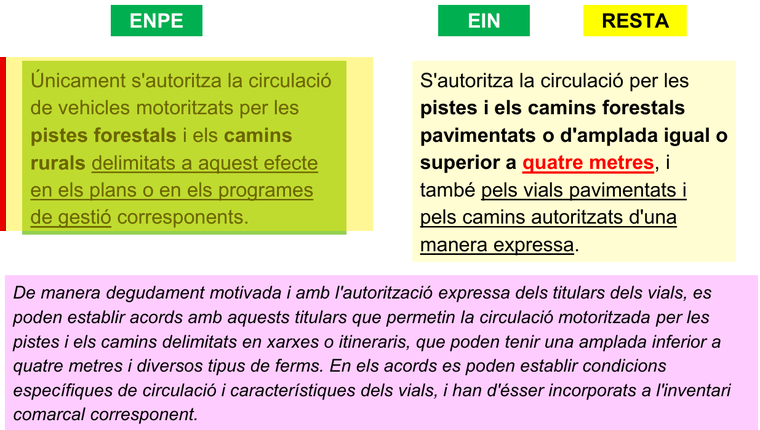 ENPE
EIN
RESTA
Únicament s'autoritza la circulació
de vehicles motoritzats per les
pistes forestals i els camins
rurals delimitats a aquest efecte
en els plans o en els programes
de gestió corresponents.
S'autoritza la circulació per les
pistes i els camins forestals
pavimentats o d'amplada igual o
superior a quatre metres, i
també pels vials pavimentats i
pels camins autoritzats d'una
manera expressa.
De manera degudament motivada i amb l'autorització expressa dels titulars dels vials, es
poden establir acords amb aquests titulars que permetin la circulació motoritzada per les
pistes i els camins delimitats en xarxes o itineraris, que poden tenir una amplada inferior a
quatre metres i diversos tipus de ferms. En els acords es poden establir condicions
específiques de circulació i característiques dels vials, i han d'ésser incorporats a l'inventari
comarcal corresponent.